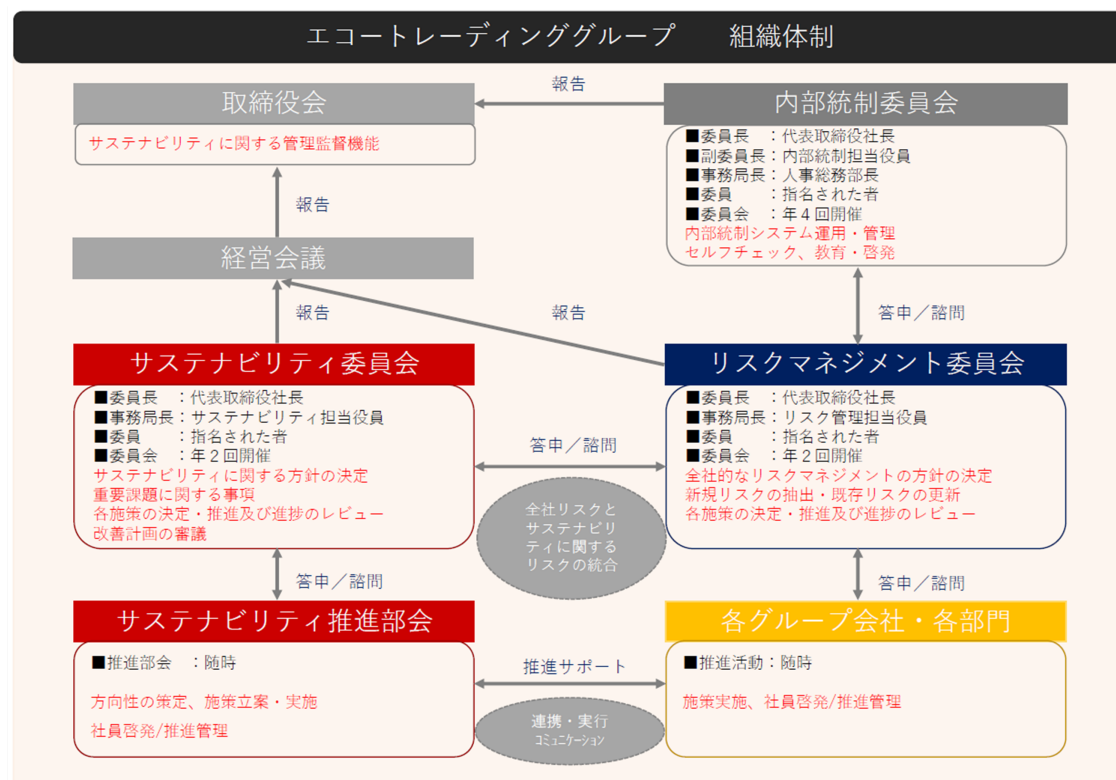 エコートレーディンググループ　　組織体制
報告
取締役会
サステナビリティに関する管理監督機能
内部統制委員会
■委員長　：代表取締役社長
■副委員長：内部統制担当役員
■事務局長：人事総務部長
■委員　　：指名された者
■委員会　：年４回開催
内部統制システム運用・管理
セルフチェック、教育・啓発
報告
経営会議
報告
報告
答申／諮問
サステナビリティ委員会
■委員長　：代表取締役社長
■事務局長：サステナビリティ担当役員
■委員　　：指名された者
■委員会　：年２回開催
サステナビリティに関する方針の決定
重要課題に関する事項
各施策の決定・推進及び進捗のレビュー
改善計画の審議
リスクマネジメント委員会
■委員長　：代表取締役社長
■事務局長：リスク管理担当役員
■委員　　：指名された者
■委員会　：年２回開催
全社的なリスクマネジメントの方針の決定
新規リスクの抽出・既存リスクの更新
各施策の決定・推進及び進捗のレビュー
答申／諮問
全社リスクと
サステナビリ
ティに関する
リスクの統合
答申／諮問
答申／諮問
サステナビリティ推進部会
■推進部会　：随時
方向性の策定、施策立案・実施
社員啓発/推進管理
各グループ会社・各部門
■推進活動：随時
施策実施、社員啓発/推進管理
推進サポート
連携・実行
ｺﾐｭﾆｹｰｼｮﾝ